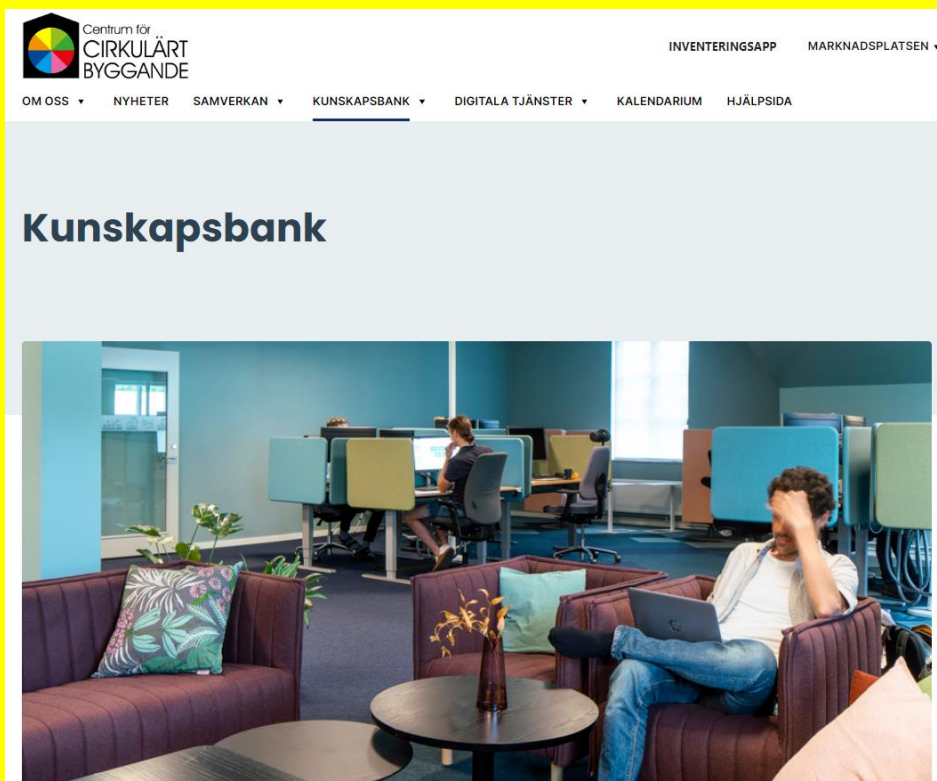 Centrum för
CIRKULÄRT
BYGGANDE
INVENTERINGSAPP MARKNADSPLATSEN
OM OSS NYHETER SAMVERKAN KUNSKAPSBANK DIGITALA TJÄNSTER KALENDARIUM HJÄLPSIDA
Kunskapsbank